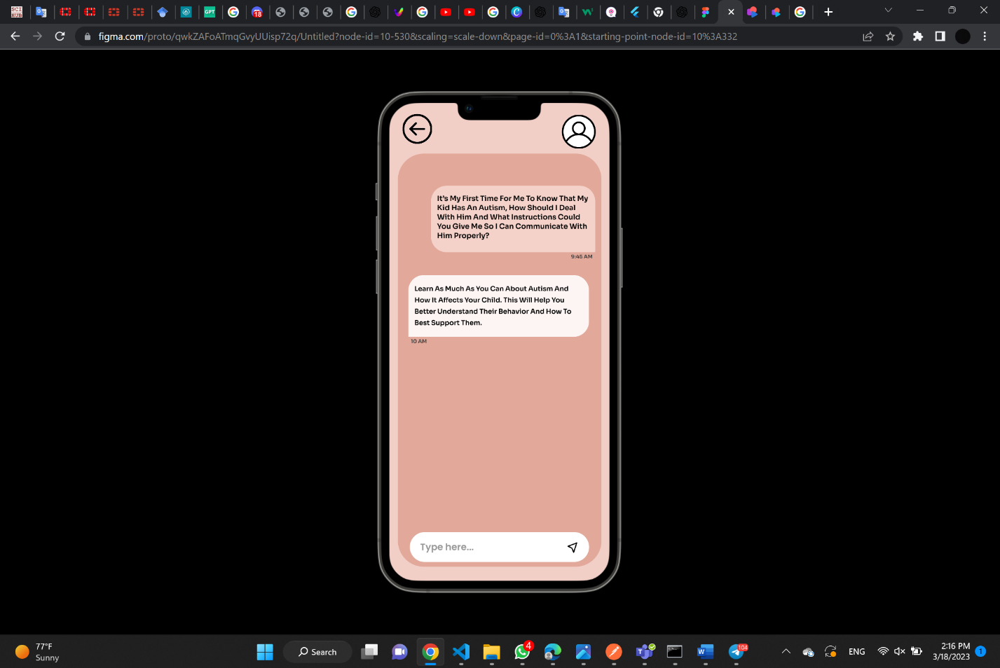 SCI
HUB
GPT
18
figma.com/proto/qwkZAFoATmqGvyUUisp72q/Untitled?node-id=10-530&scaling=scale-down&page-id=0%3A1&starting-point-node-id=10%3A332
It's My First Time For Me To Know That My
Kid Has An Autism, How Should I Deal
With Him And What Instructions Could
You Give Me So I Can Communicate With
Him Properly?
9:45 AM
Learn As Much As You Can About Autism And
How It Affects Your Child. This Will Help You
Better Understand Their Behavior And How To
Best Support Them.
10 AM
Type here...
77°F
Sunny
Search
4
104
ENG
2:16 PM
3/18/2023
1